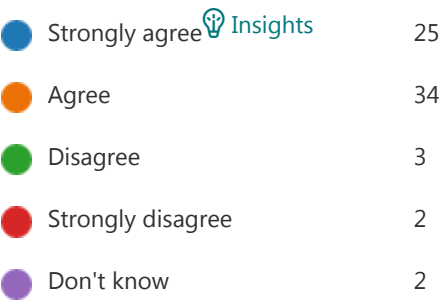 Strongly agree Insights 25
Agree 34
Disagree 3
Strongly disagree 2
Don't know 2